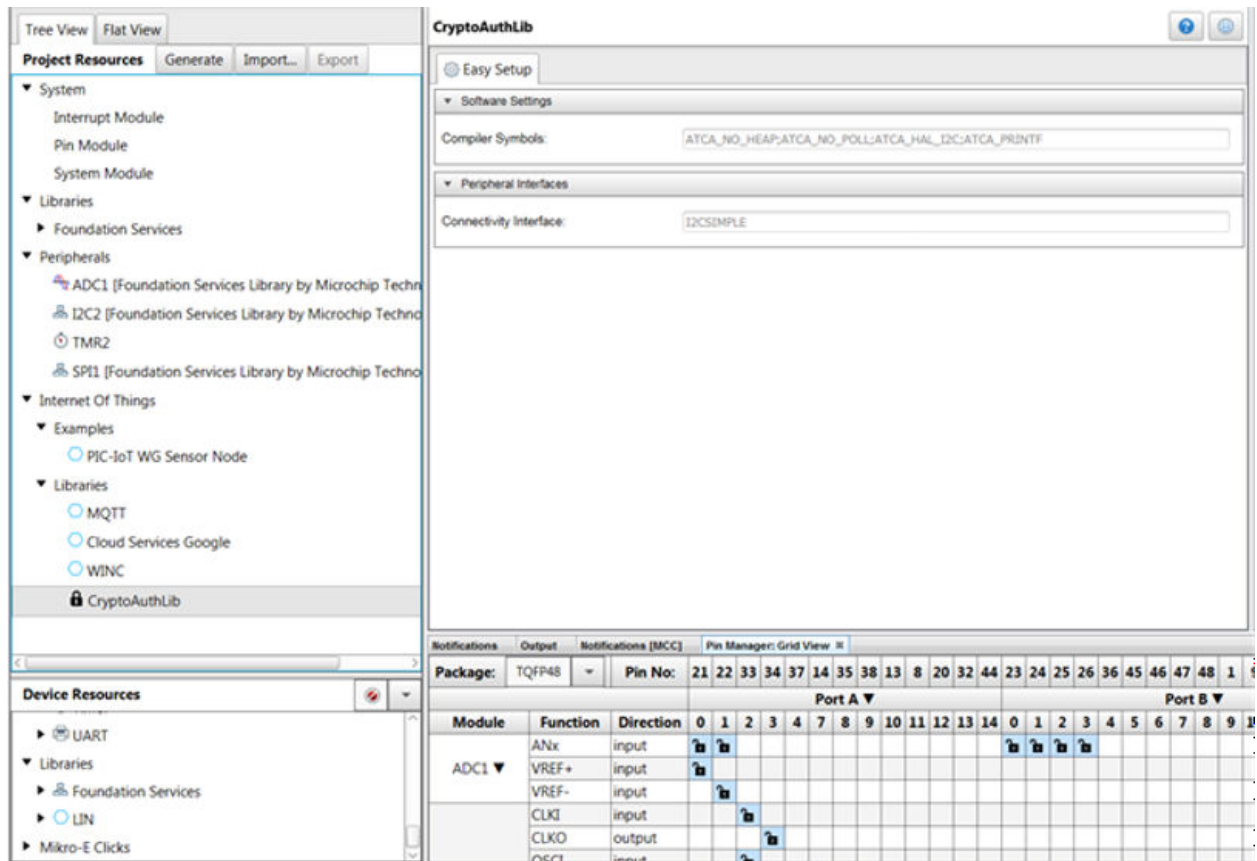 Tree View Flat View
Project Resources Generate Import... Export
System
Interrupt Module
Pin Module
System Module
Libraries
Foundation Services
Peripherals
ADC1 [Foundation Services Library by Microchip Techn
I2C2 [Foundation Services Library by Microchip Techno
TMR2
SPI1 [Foundation Services Library by Microchip Techno
Internet Of Things
Examples
PIC-IoT WG Sensor Node
Libraries
MQTT
Cloud Services Google
WINC
CryptoAuthLib
Device Resources
UART
Libraries
Foundation Services
LIN
Mikro-E Clicks
CryptoAuthLib
Easy Setup
Software Settings
Compiler Symbols: ATCA_NO_HEAP;ATCA_NO_POLL;ATCA_HAL_I2C;ATCA_PRINTF
Peripheral Interfaces
Connectivity Interface: I2CSIMPLE
Notifications Output Notifications [MCC] Pin Manager: Grid View
Package: TQFP48 Pin No: 21 22 33 34 37 14 35 38 13 8 20 32 44 23 24 25 26 36 45 46 47 48 1
Port A ▼ Port B ▼
Module Function Direction 0 1 2 3 4 7 8 9 10 11 12 13 14 0 1 2 3 4 5 6 7 8 9
ANx input
ADC1 ▼ VREF+ input
VREF- input
CLKI input
CLKO output
OSCI input